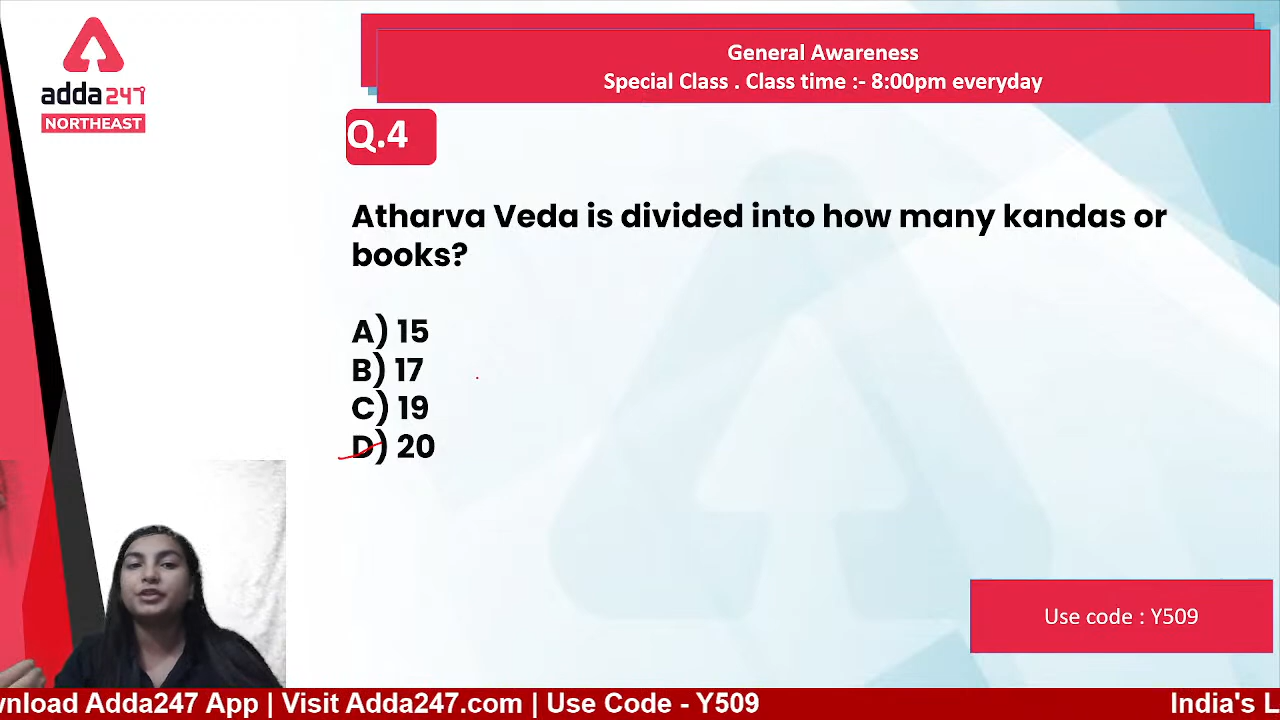 adda247
NORTHEAST
General Awareness
Special Class . Class time :- 8:00pm everyday
Q.4
Atharva Veda is divided into how many kandas or
books?
A) 15
B) 17
C) 19
D) 20
Use code : Y509
nload Adda247 App | Visit Adda247.com | Use Code - Y509
India's L